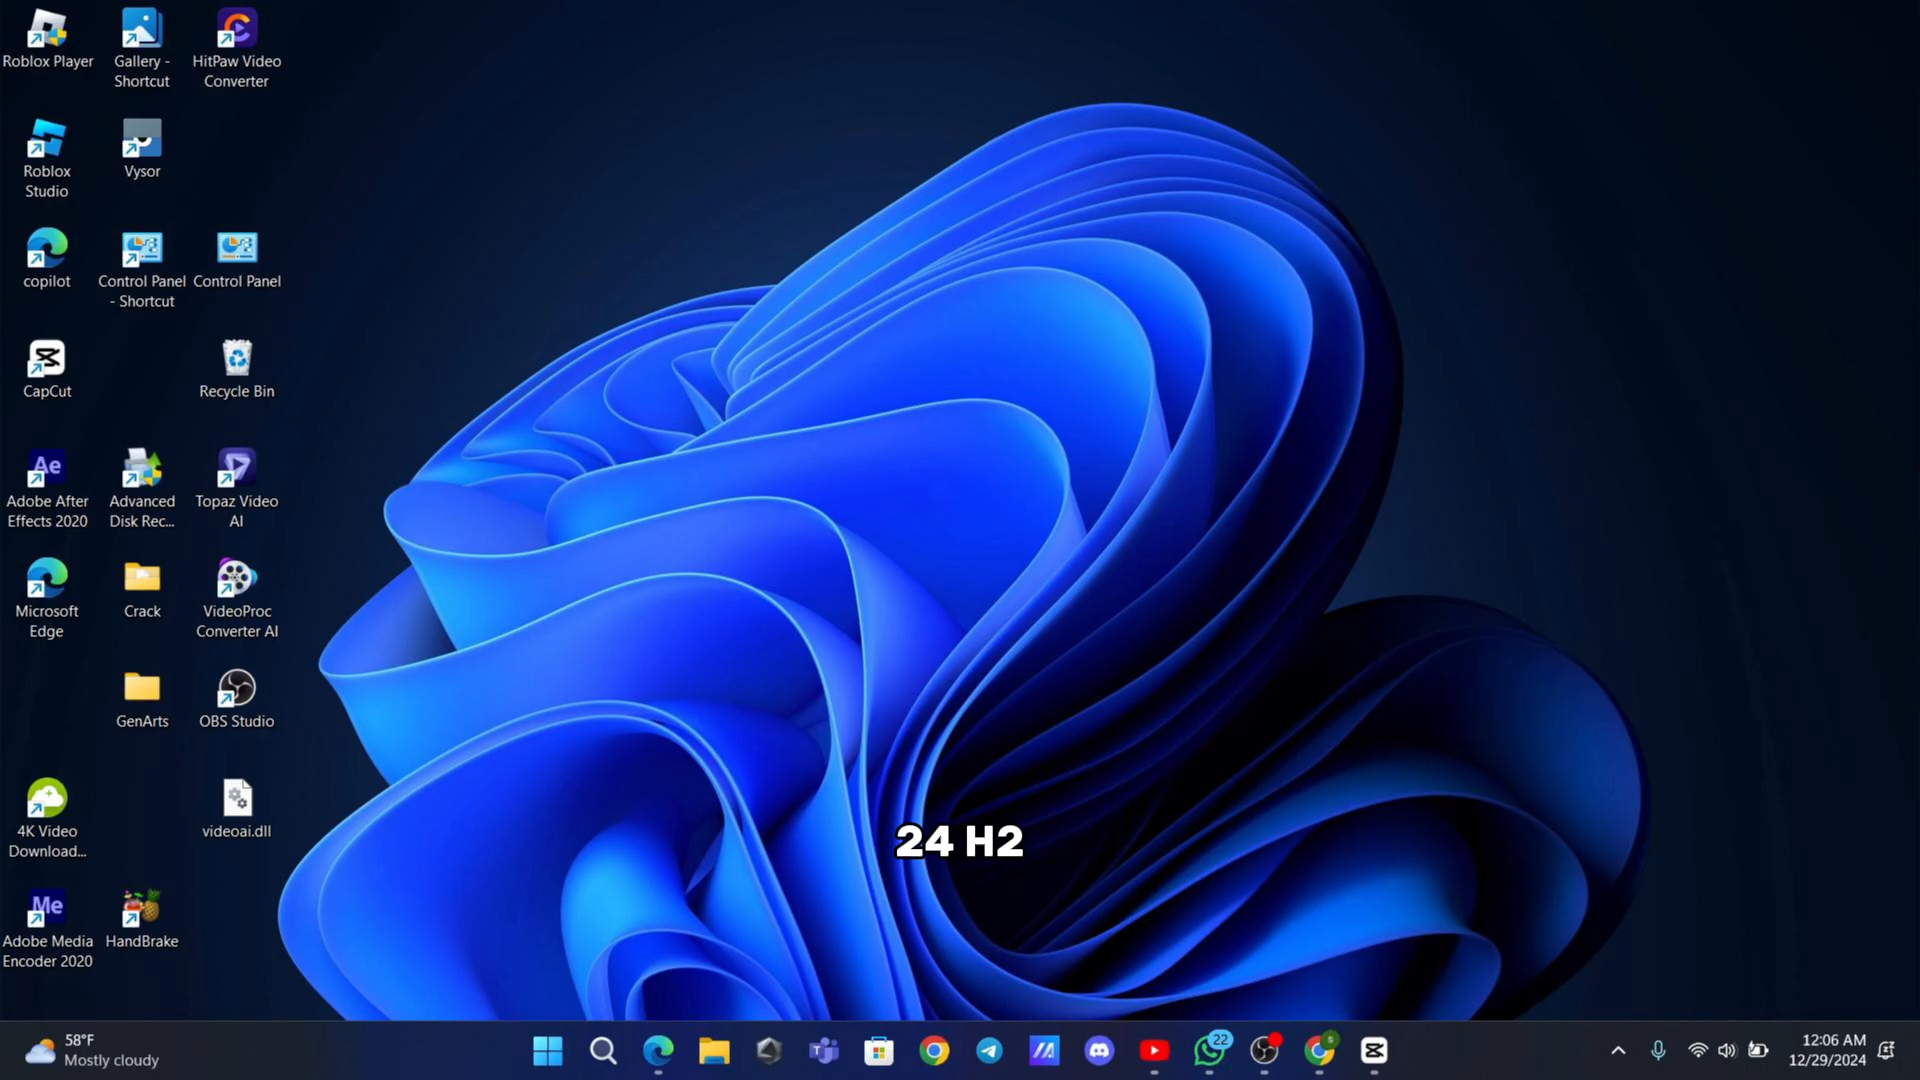 Roblox Player
Gallery -
Shortcut
HitPaw Video
Converter
Roblox
Studio
Vysor
copilot
Control Panel
- Shortcut
Control Panel
CapCut
Recycle Bin
Ae
Adobe After
Effects 2020
Advanced
Disk Rec...
Topaz Video
AI
Microsoft
Edge
Crack
VideoProc
Converter AI
GenArts
OBS Studio
4K Video
Download...
videoai.dll
24 H2
Me
Adobe Media
Encoder 2020
HandBrake
58°F
Mostly cloudy
22
S
12:06 AM
12/29/2024